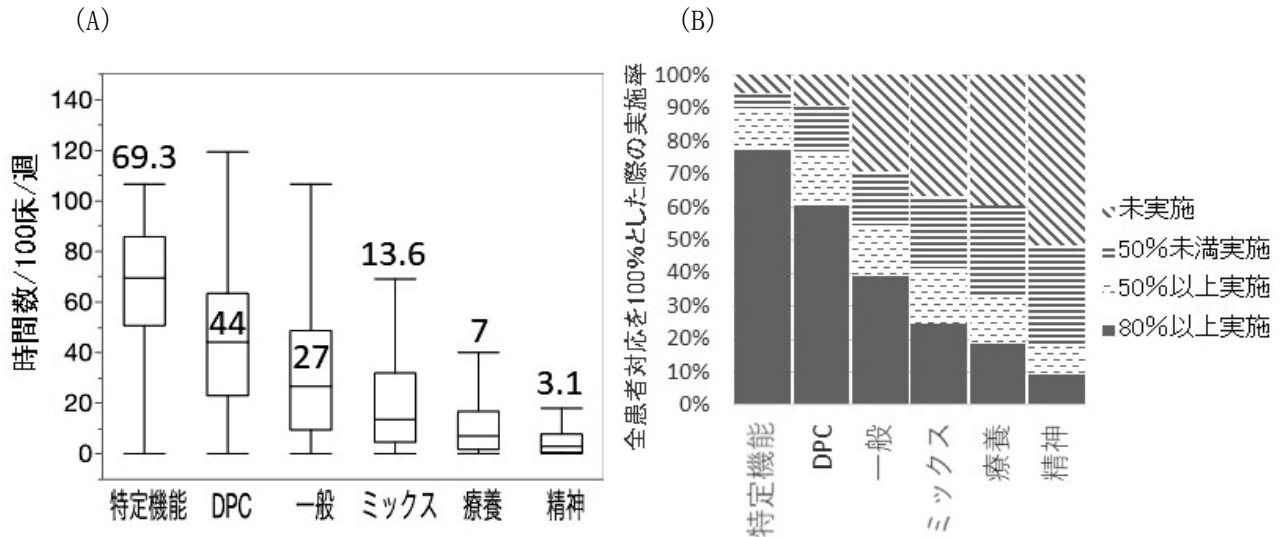 (A)
時間数/100床/週
140
120
100
80
60
40
20
0
69.3
44
27
13.6
7
3.1
特定機能
DPC
一般
ミックス
療養
精神
(B)
全患者対応を100%とした際の実施率
100%
90%
80%
70%
60%
50%
40%
30%
20%
10%
0%
特定機能
DPC
一般
ミックス
療養
精神
未実施
50%未満実施
50%以上実施
80%以上実施